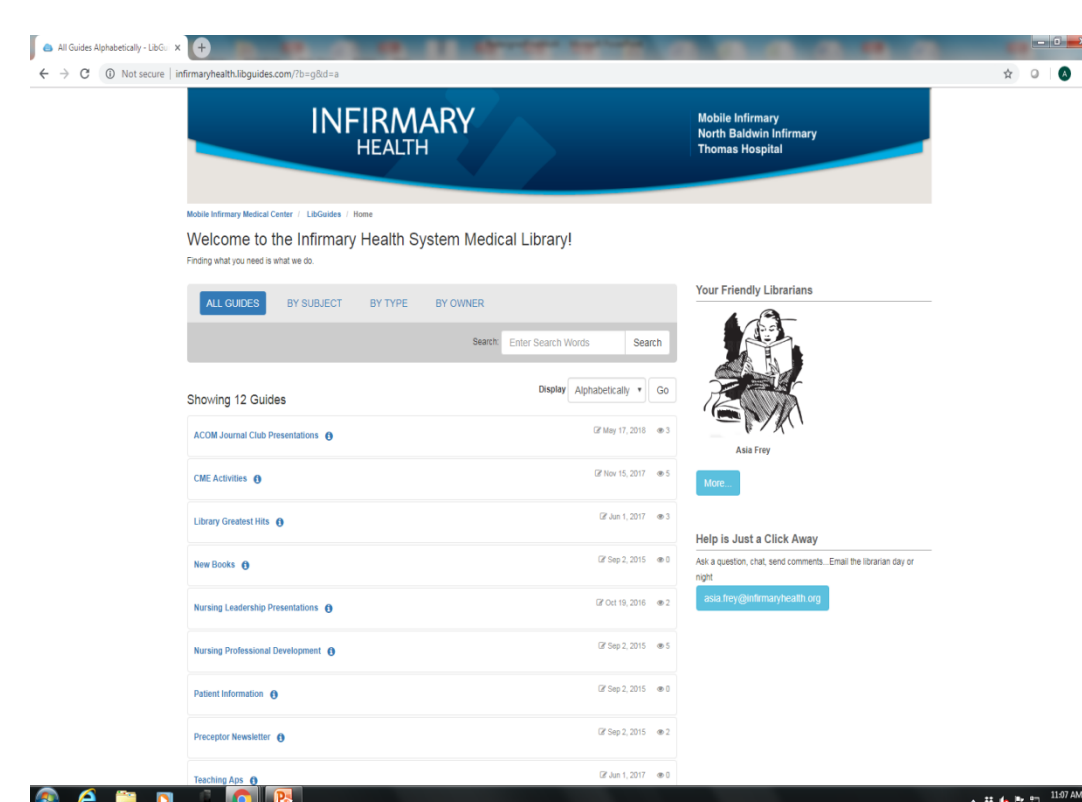 All Guides Alphabetically - LibGu
Not secure | infirmaryhealth.libguides.com/?b=g&d=a
A
INFIRMARY
HEALTH
Mobile Infirmary
North Baldwin Infirmary
Thomas Hospital
Mobile Infirmary Medical Center / LibGuides / Home
Welcome to the Infirmary Health System Medical Library!
Finding what you need is what we do.
ALL GUIDES BY SUBJECT BY TYPE BY OWNER
Search: Enter Search Words Search
Showing 12 Guides
Display Alphabetically Go
ACOM Journal Club Presentations May 17, 2018 3
CME Activities Nov 15, 2017 5
Library Greatest Hits Jun 1, 2017 3
New Books Sep 2, 2015 0
Nursing Leadership Presentations Oct 19, 2016 2
Nursing Professional Development Sep 2, 2015 5
Patient Information Sep 2, 2015 0
Preceptor Newsletter Sep 2, 2015 2
Teaching Aps Jun 1, 2017 0
Your Friendly Librarians
Asia Frey
More...
Help is Just a Click Away
Ask a question, chat, send comments...Email the librarian day or
night
asia.frey@infirmaryhealth.org
11:07 AM